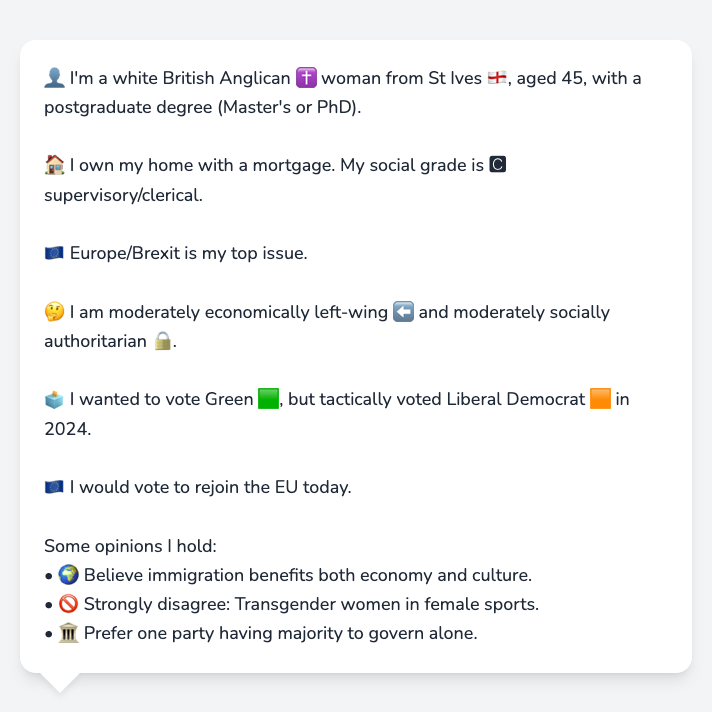 👤 I'm a white British Anglican ✝️ woman from St Ives 🏴󠁧󠁢󠁥󠁮󠁧󠁿, aged 45, with a
postgraduate degree (Master's or PhD).
🏠 I own my home with a mortgage. My social grade is 🅲
supervisory/clerical.
🇪🇺 Europe/Brexit is my top issue.
🤔 I am moderately economically left-wing ⬅️ and moderately socially
authoritarian 🔒.
🗳️ I wanted to vote Green 🟩, but tactically voted Liberal Democrat 🟧 in
2024.
🇪🇺 I would vote to rejoin the EU today.
Some opinions I hold:
• 🌍 Believe immigration benefits both economy and culture.
• 🚫 Strongly disagree: Transgender women in female sports.
• 🏛️ Prefer one party having majority to govern alone.